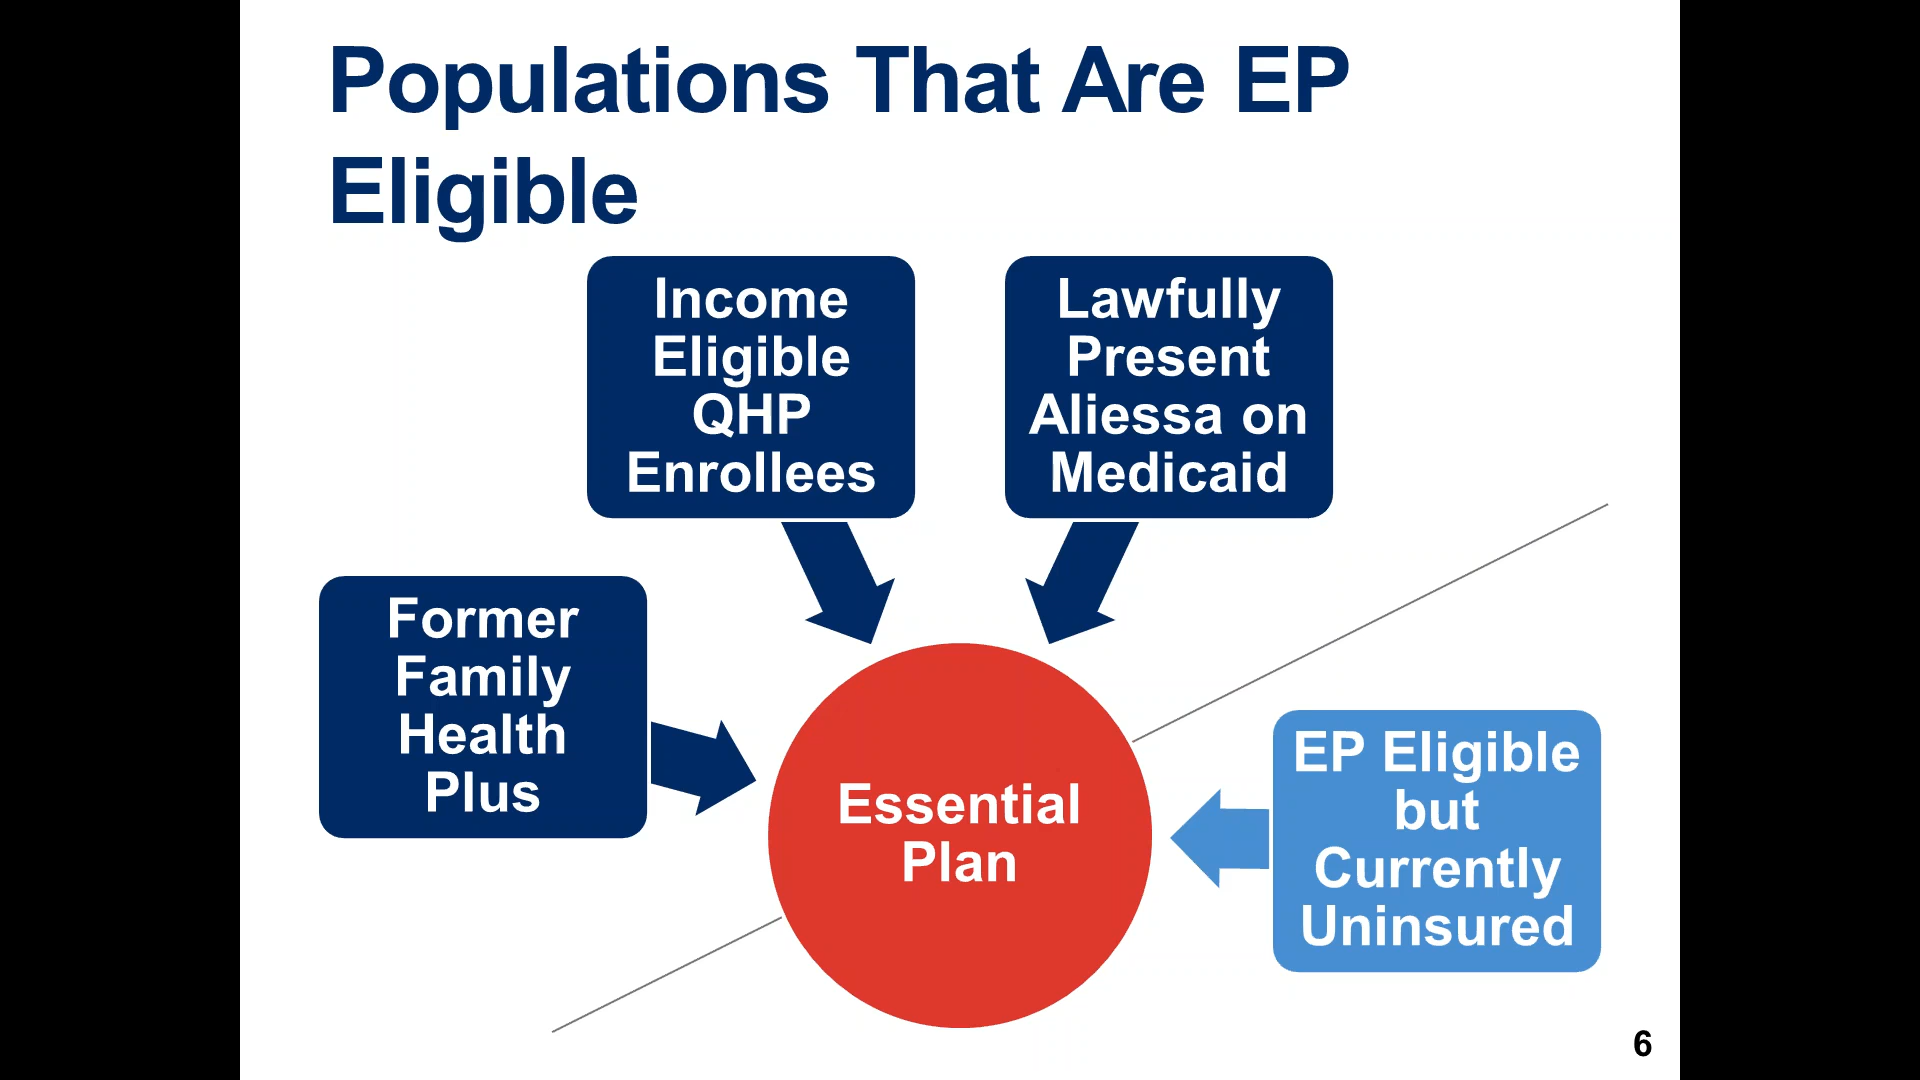 Populations That Are EP
Eligible
Income
Eligible
QHP
Enrollees
Lawfully
Present
Aliessa on
Medicaid
Former
Family
Health
Plus
Essential
Plan
EP Eligible
but
Currently
Uninsured
6